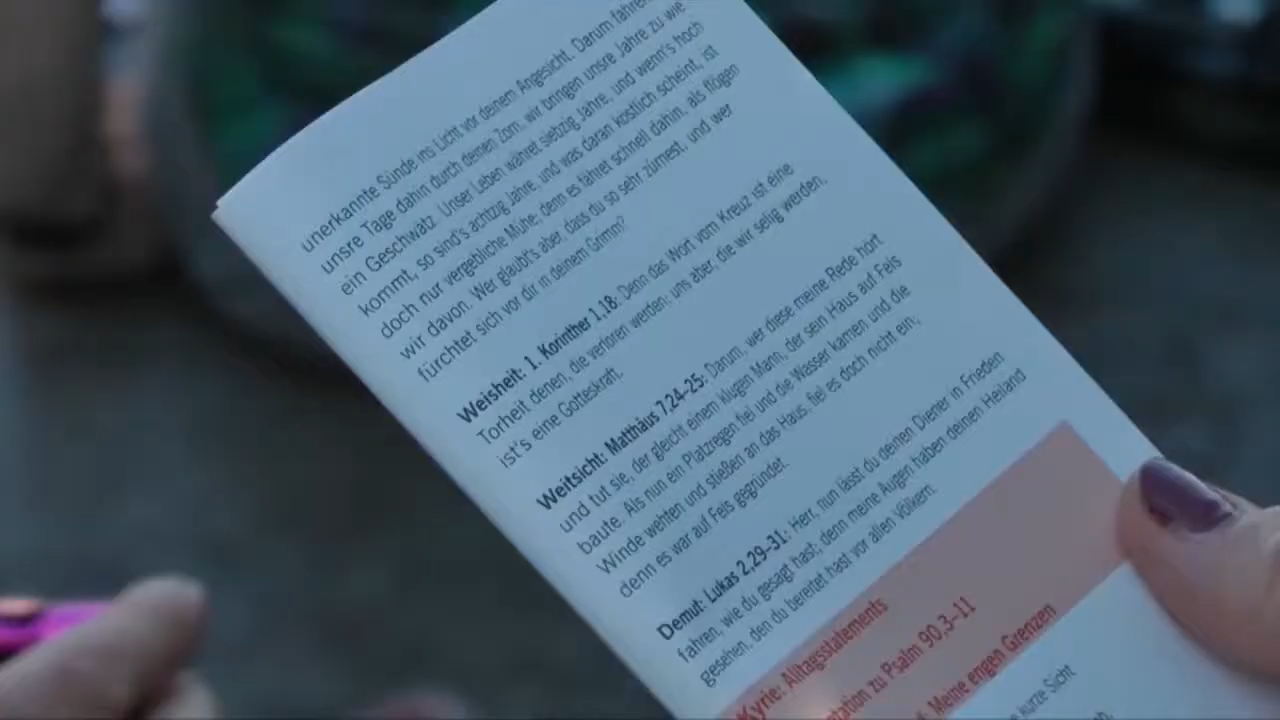 unerkannte Sünde ins Licht vor deinem Angesicht. Darum fahren
unsre Tage dahin durch deinen Zorn, wir bringen unsre Jahre zu wie
ein Geschwätz. Unser Leben währet siebzig Jahre, und wenn's hoch
kommt, so sind's achtzig Jahre, und was daran köstlich scheint, ist
doch nur vergebliche Mühe; denn es fähret schnell dahin, als flögen
wir davon. Wer glaubt's aber, dass du so sehr zürnest, und wer
fürchtet sich vor dir in deinem Grimm?
Weisheit: 1. Korinther 1,18: Denn das Wort vom Kreuz ist eine
Torheit denen, die verloren werden; uns aber, die wir selig werden,
ist's eine Gotteskraft.
Weitsicht: Matthäus 7,24–25: Darum, wer diese meine Rede hört
und tut sie, der gleicht einem klugen Mann, der sein Haus auf Fels
baute. Als nun ein Platzregen fiel und die Wasser kamen und die
Winde wehten und stießen an das Haus, fiel es doch nicht ein;
denn es war auf Fels gegründet.
Demut: Lukas 2,29–31: Herr, nun lässt du deinen Diener in Frieden
fahren, wie du gesagt hast; denn meine Augen haben deinen Heiland
gesehen, den du bereitet hast vor allen Völkern.
Kyrie: Alltagsstatements
tation zu Psalm 90,3–11
Meine engen Grenzen
kurze Sicht